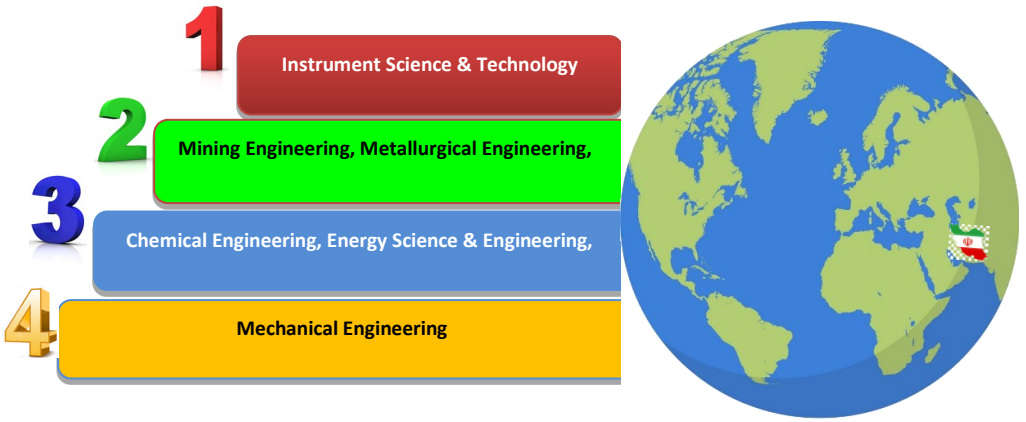 1
Instrument Science & Technology
2
Mining Engineering, Metallurgical Engineering,
3
Chemical Engineering, Energy Science & Engineering,
4
Mechanical Engineering